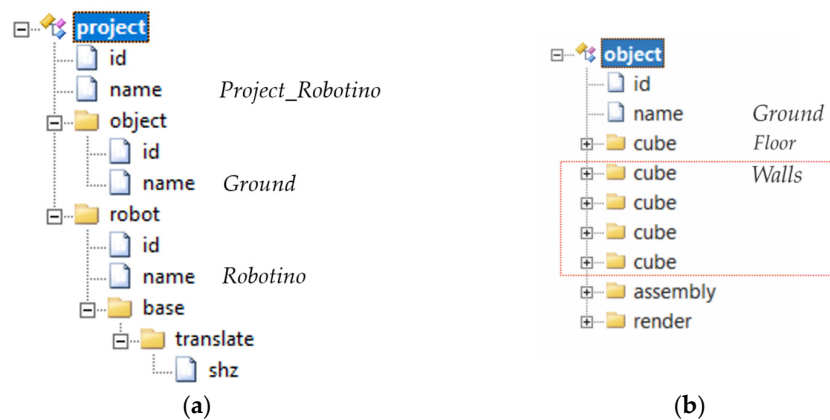 project
id
name Project_Robotino
object
id
name Ground
robot
id
name Robotino
base
translate
shz
(a)
object
id
name Ground
cube Floor
cube Walls
cube
cube
cube
assembly
render
(b)